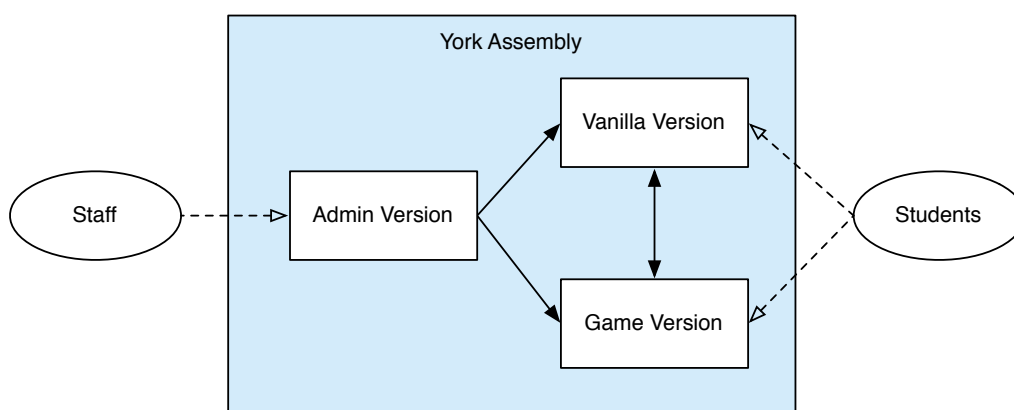 York Assembly
Vanilla Version
Staff
Admin Version
Students
Game Version